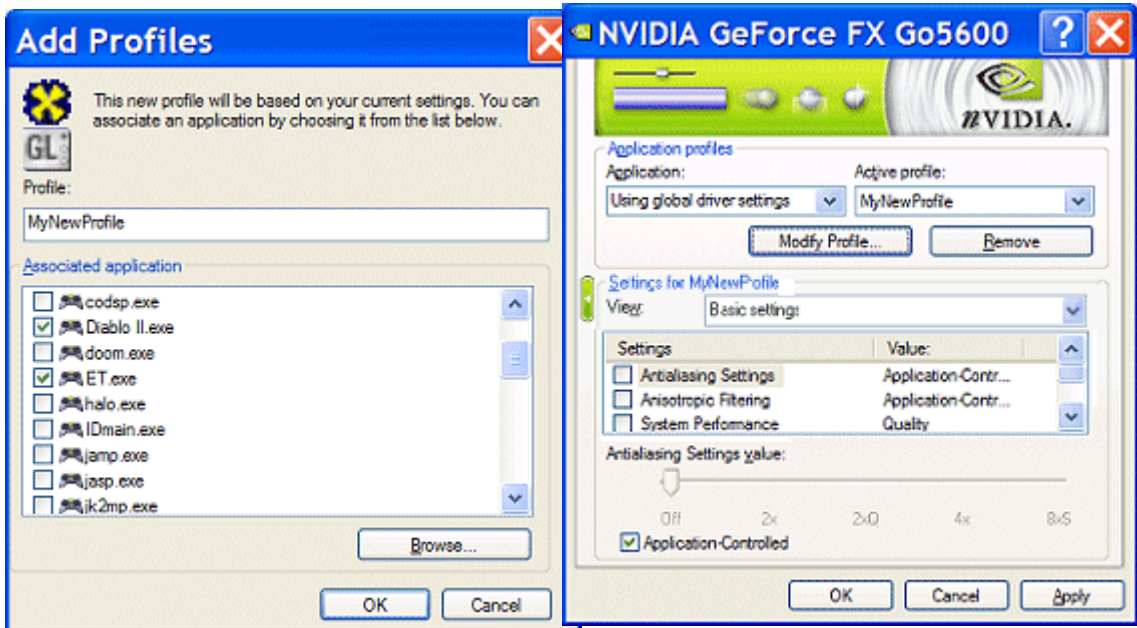 Add Profiles
This new profile will be based on your current settings. You can
associate an application by choosing it from the list below.
GL
Profile:
MyNewProfile
Associated application
codsp.exe
Diablo II.exe
doom.exe
ET.exe
halo.exe
IDmain.exe
jamp.exe
jasp.exe
jk2mp.exe
Browse...
OK Cancel
NVIDIA GeForce FX Go5600
nVIDIA.
Application profiles
Application: Active profile:
Using global driver settings MyNewProfile
Modify Profile... Remove
Settings for MyNewProfile
View: Basic settings
Settings Value:
Antialiasing Settings Application-Contr...
Anisotropic Filtering Application-Contr...
System Performance Quality
Antialiasing Settings value:
Off 2x 2xQ 4x 8xS
Application-Controlled
OK Cancel Apply